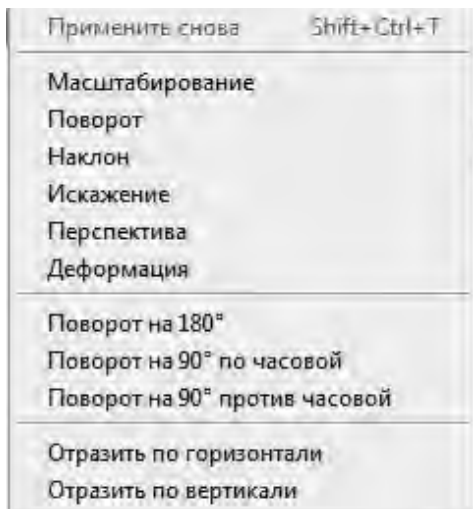 Применить снова Shift+Ctrl+T
Масштабирование
Поворот
Наклон
Искажение
Перспектива
Деформация
Поворот на 180°
Поворот на 90° по часовой
Поворот на 90° против часовой
Отразить по горизонтали
Отразить по вертикали